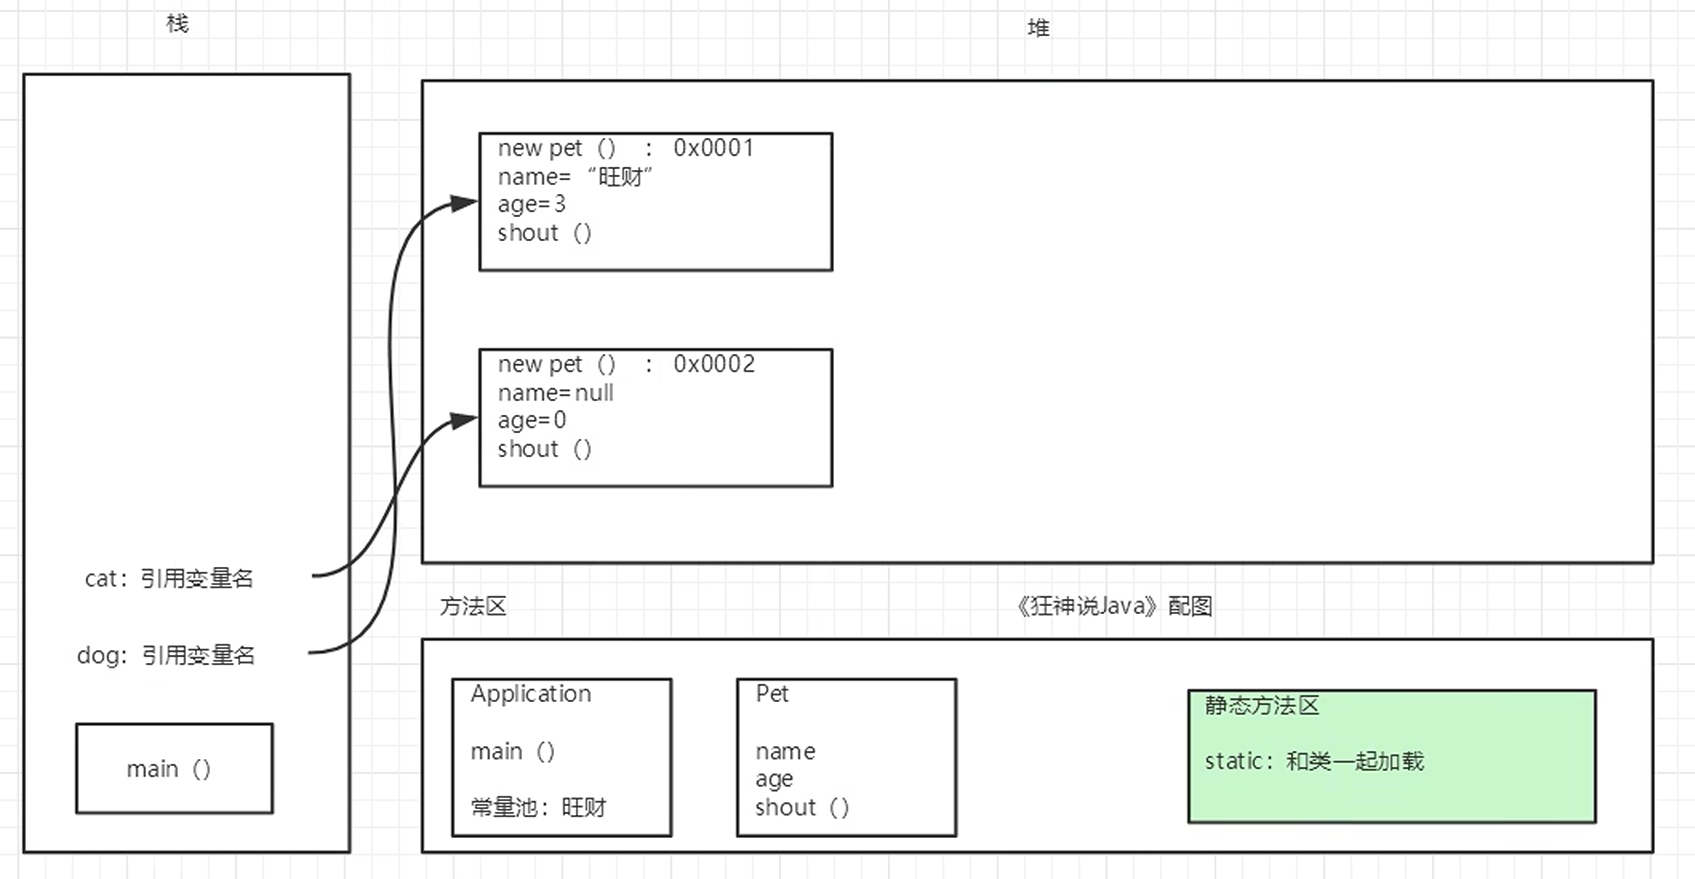 栈
堆
new pet（） ： 0x0001
name= “旺财”
age=3
shout（）
new pet（） ： 0x0002
name=null
age=0
shout（）
cat：引用变量名
dog：引用变量名
main（）
方法区
《狂神说Java》配图
Application
main（）
常量池：旺财
Pet
name
age
shout（）
静态方法区
static：和类一起加载